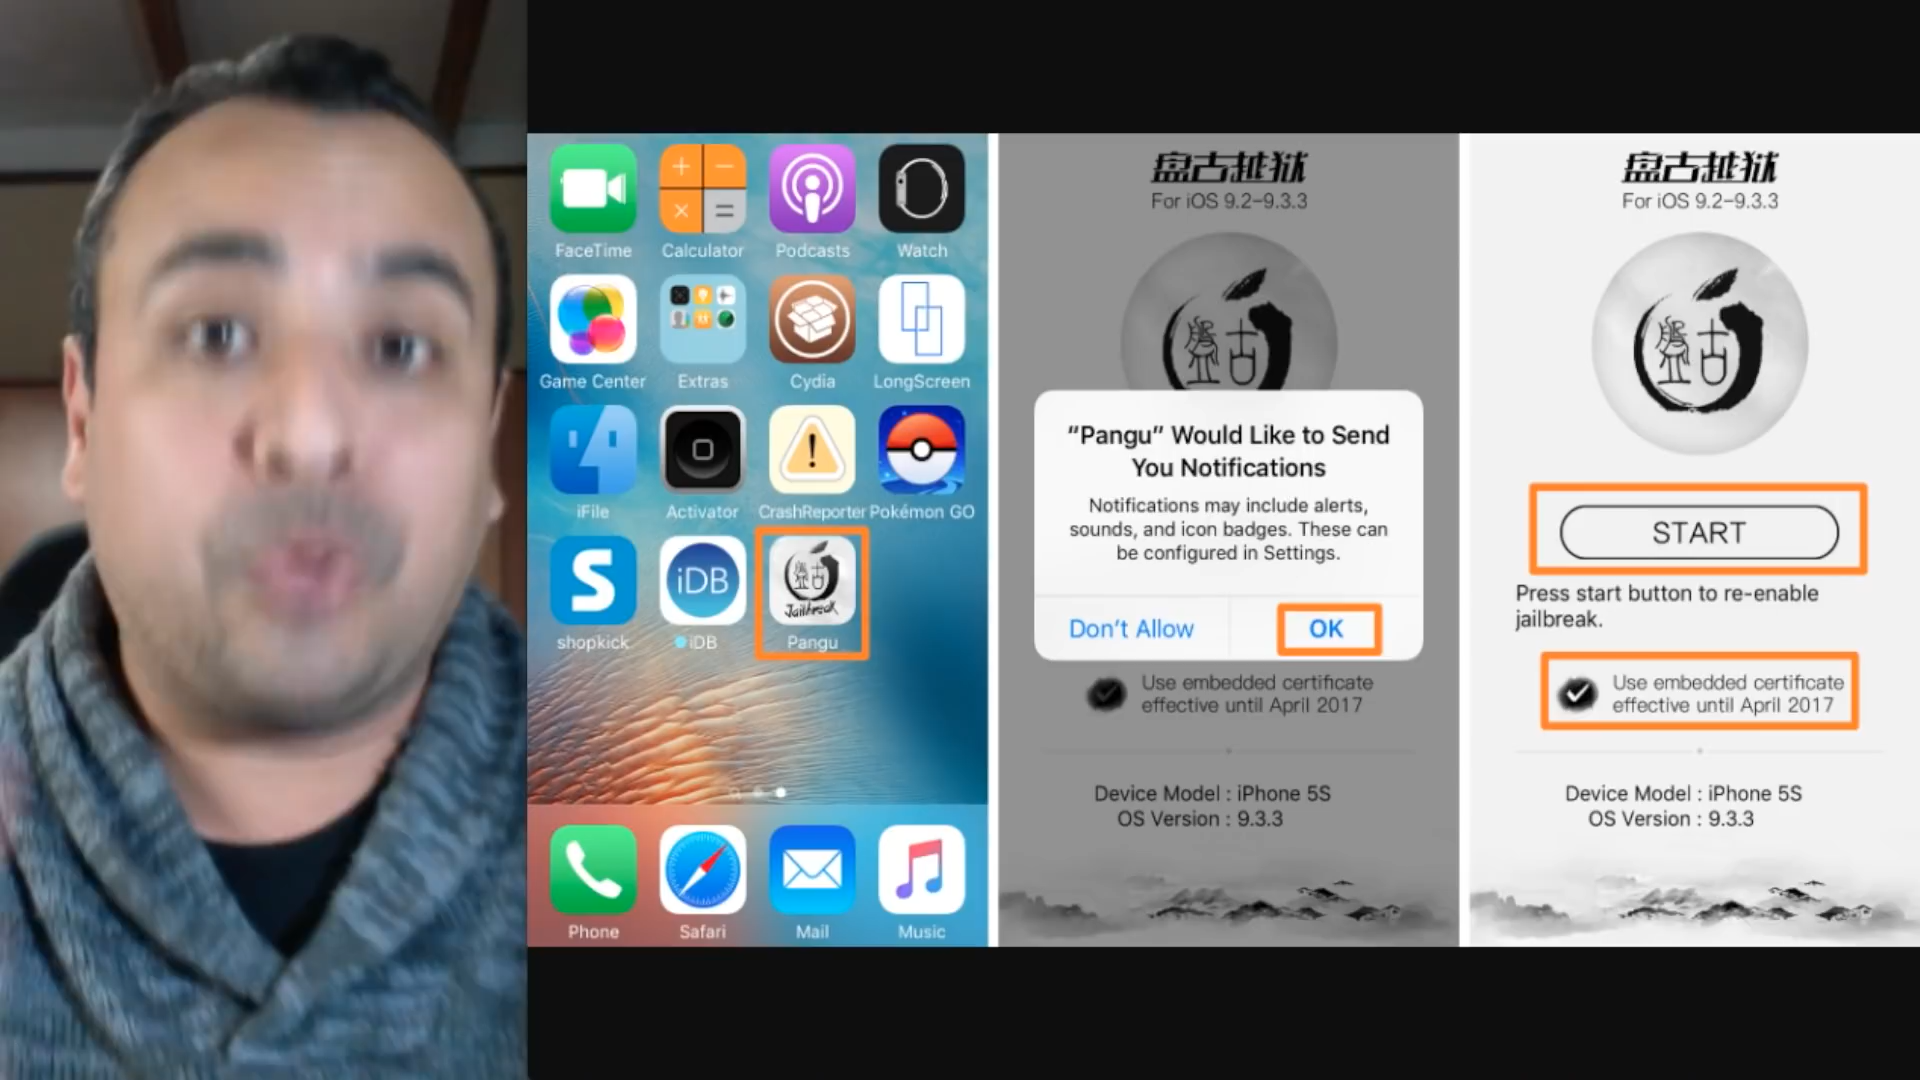 FaceTime
Calculator
Podcasts
Watch
Game Center
Extras
Cydia
LongScreen
iFile
Activator
CrashReporter
Pokémon GO
iDB
Jailbreak
shopkick
iDB
Pangu
Phone
Safari
Mail
Music
盘古越狱
For iOS 9.2-9.3.3
"Pangu" Would Like to Send
You Notifications
Notifications may include alerts,
sounds, and icon badges. These can
be configured in Settings.
Don't Allow
OK
Use embedded certificate
effective until April 2017
Device Model : iPhone 5S
OS Version : 9.3.3
盘古越狱
For iOS 9.2-9.3.3
START
Press start button to re-enable
jailbreak.
Use embedded certificate
effective until April 2017
Device Model : iPhone 5S
OS Version : 9.3.3